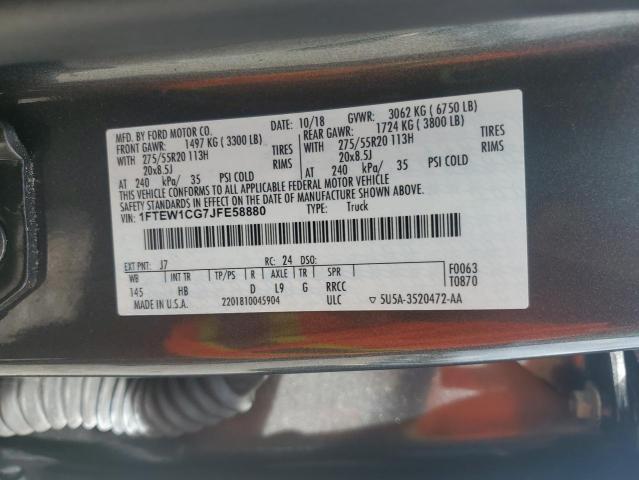 MFD. BY FORD MOTOR CO.
DATE: 10/18 GVWR: 3062 KG (6750 LB)
FRONT GAWR: 1497 KG (3300 LB) REAR GAWR: 1724 KG (3800 LB)
WITH 275/55R20 113H TIRES WITH 275/55R20 113H TIRES
20x8.5J RIMS 20x8.5J RIMS
AT 240 kPa/ 35 PSI COLD AT 240 kPa/ 35 PSI COLD
THIS VEHICLE CONFORMS TO ALL APPLICABLE FEDERAL MOTOR VEHICLE
SAFETY STANDARDS IN EFFECT ON THE DATE OF MANUFACTURE SHOWN ABOVE.
VIN: 1FTEW1CG7JFE58880 TYPE: Truck
EXT PNT: J7 RC: 24 DSO: F0063
WB INT TR TP/PS R AXLE TR SPR T0870
145 HB D L9 G RRCC
MADE IN U.S.A. 2201810045904 ULC ▽ 5U5A-3520472-AA